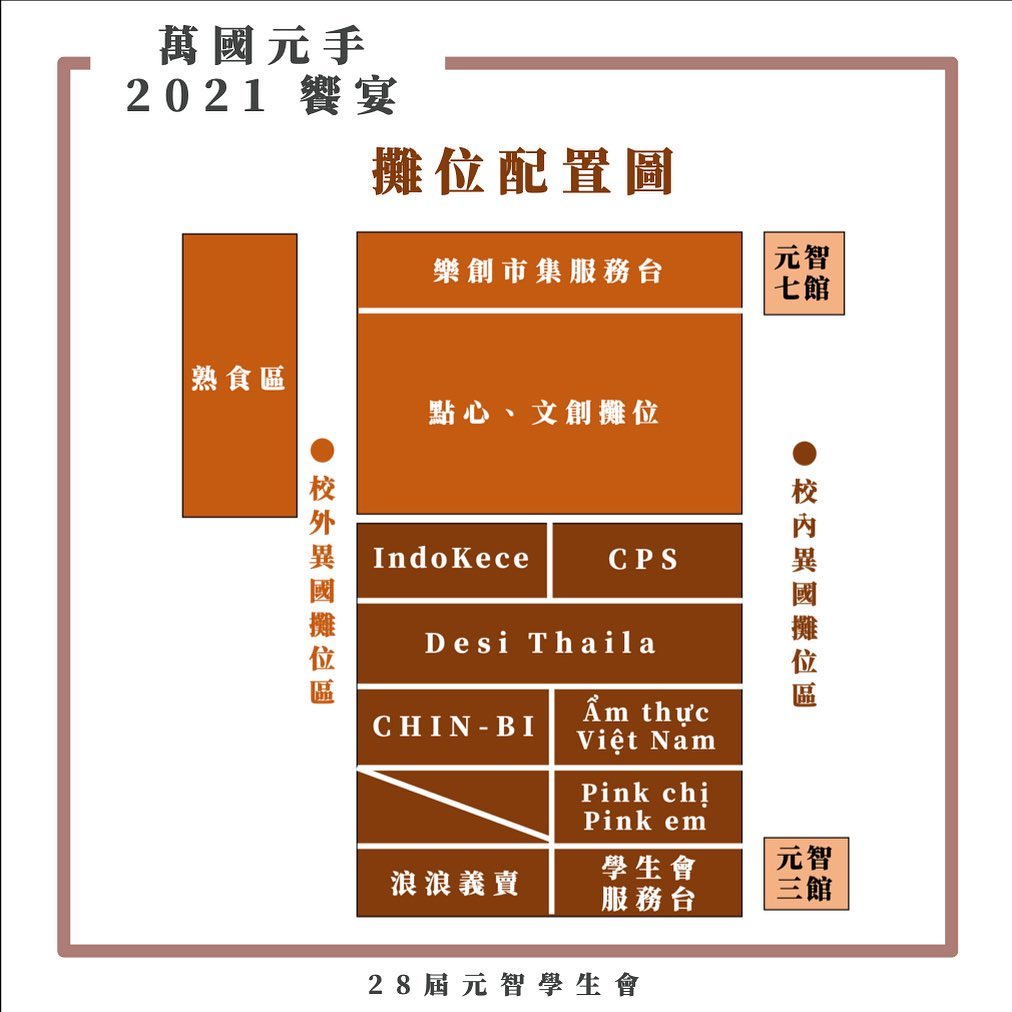 萬國元手
2021 饗宴
攤位配置圖
樂創市集服務台
元智
七館
熟食區
點心、文創攤位
●校外異國攤位區
●校內異國攤位區
IndoKece
CPS
Desi Thaila
CHIN-BI
Ẩm thực
Việt Nam
Pink chị
Pink em
浪浪義賣
學生會
服務台
元智
三館
28屆元智學生會